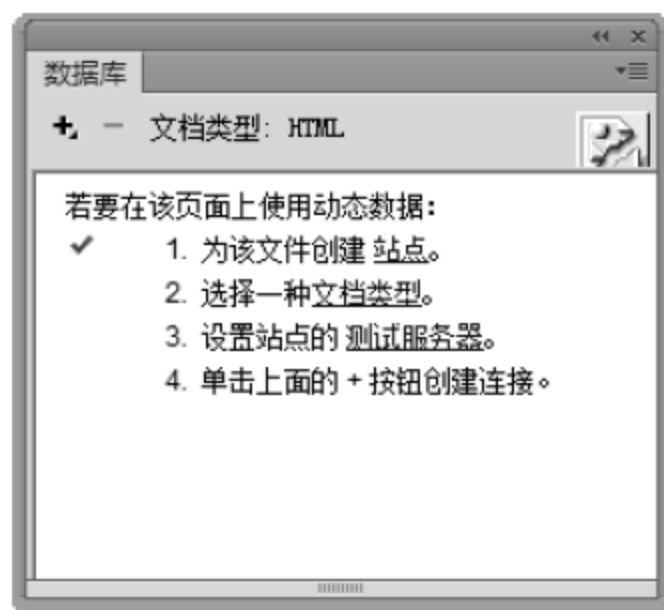 数据库
文档类型: HTML
若要在该页面上使用动态数据：
✔ 1. 为该文件创建 站点。
2. 选择一种文档类型。
3. 设置站点的 测试服务器。
4. 单击上面的 + 按钮创建连接。